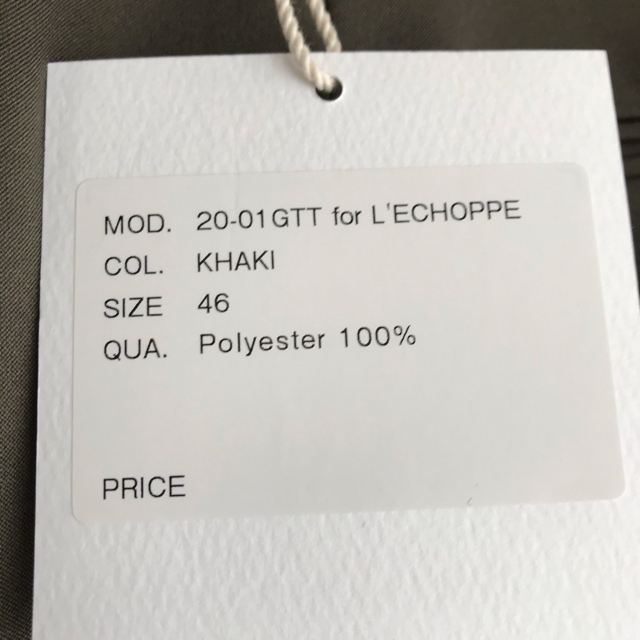 MOD. 20-01GTT for L'ECHOPPE
COL. KHAKI
SIZE 46
QUA. Polyester 100%
PRICE